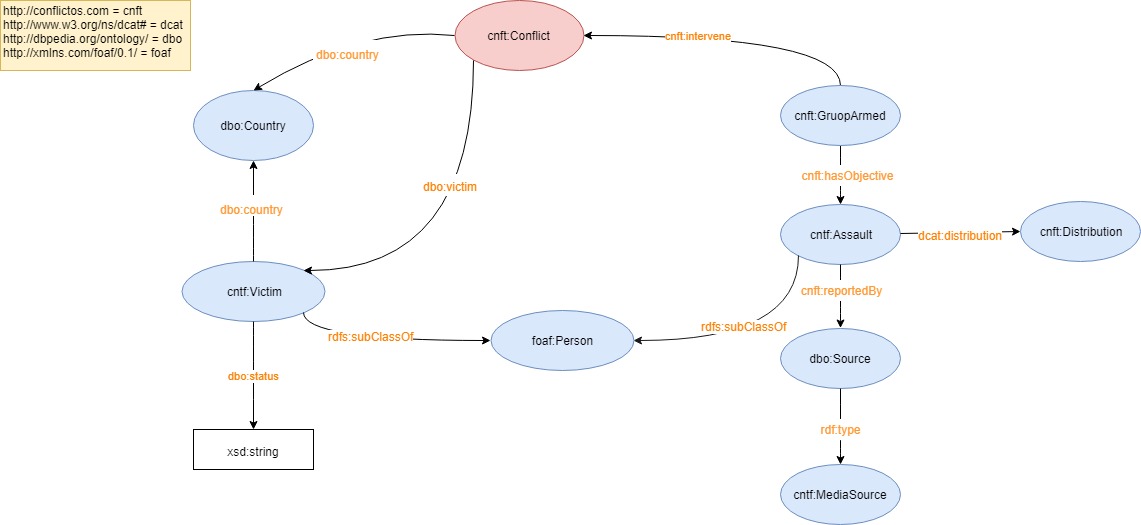 http://conflictos.com = cnft
http://www.w3.org/ns/dcat# = dcat
http://dbpedia.org/ontology/ = dbo
http://xmlns.com/foaf/0.1/ = foaf
cnft:Conflict
cnft:intervene
dbo:country
cnft:GruopArmed
dbo:Country
cnft:hasObjective
dbo:victim
dbo:country
cntf:Assault
dcat:distribution
cnft:Distribution
cntf:Victim
cnft:reportedBy
rdfs:subClassOf
rdfs:subClassOf
foaf:Person
dbo:Source
dbo:status
rdf:type
xsd:string
cntf:MediaSource